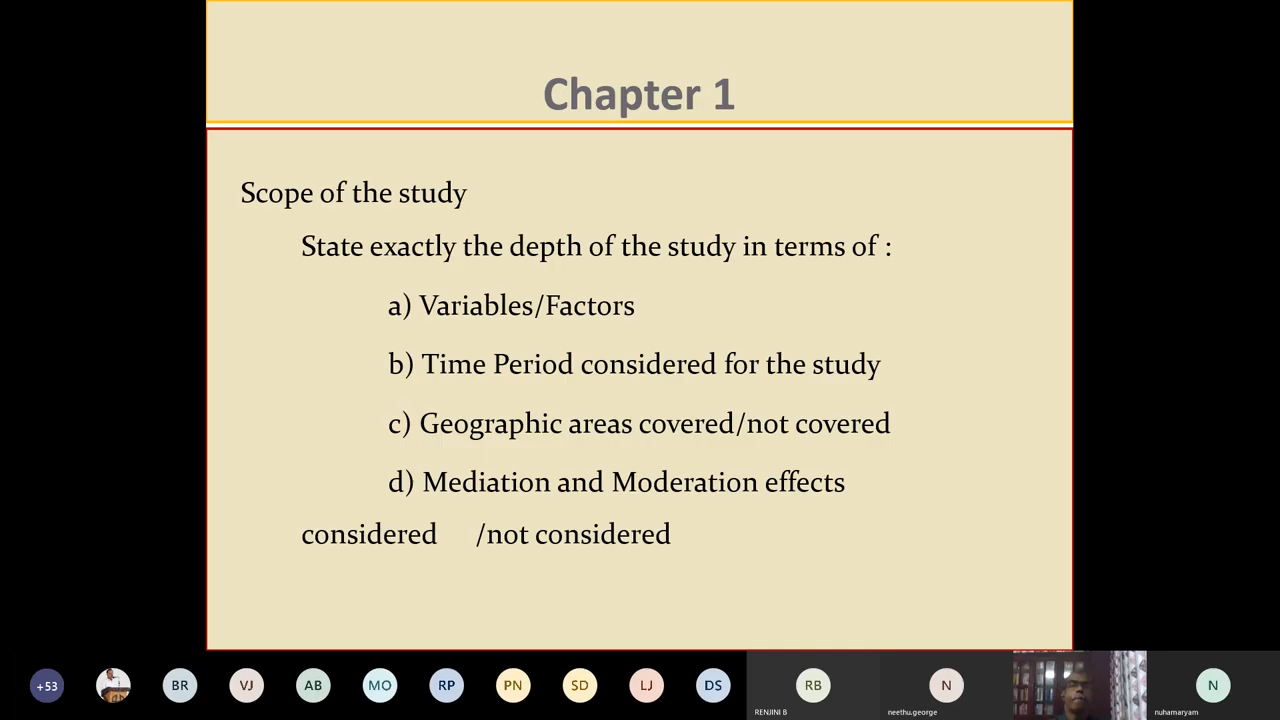 Chapter 1
Scope of the study
State exactly the depth of the study in terms of :
a) Variables/Factors
b) Time Period considered for the study
c) Geographic areas covered/not covered
d) Mediation and Moderation effects
considered /not considered
+53 BR VJ AB MO RP PN SD LJ DS RB N N
RENJINI B neethu.george nuhamaryam